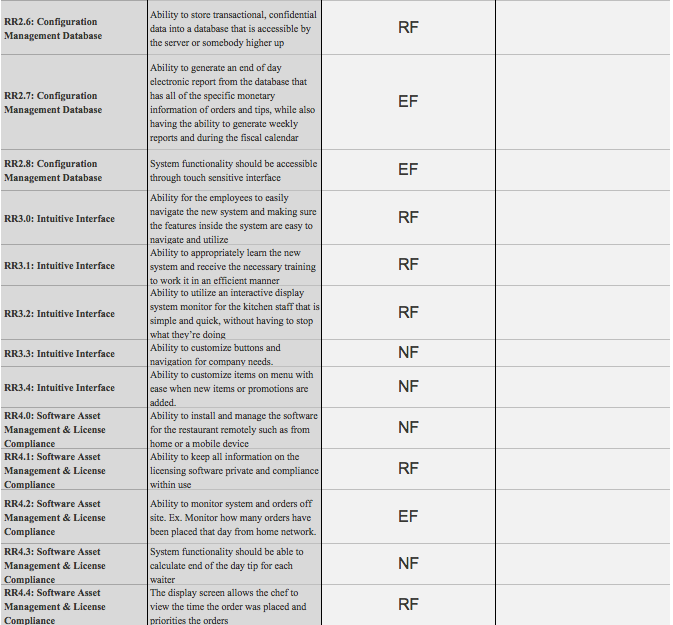 RR2.6: Configuration
Management Database
Ability to store transactional, confidential
data into a database that is accessible by
the server or somebody higher up
RF
RR2.7: Configuration
Management Database
Ability to generate an end of day
electronic report from the database that
has all of the specific monetary
information of orders and tips, while also
having the ability to generate weekly
reports and during the fiscal calendar
EF
RR2.8: Configuration
Management Database
System functionality should be accessible
through touch sensitive interface
EF
RR3.0: Intuitive Interface
Ability for the employees to easily
navigate the new system and making sure
the features inside the system are easy to
navigate and utilize
RF
RR3.1: Intuitive Interface
Ability to appropriately learn the new
system and receive the necessary training
to work it in an efficient manner
RF
RR3.2: Intuitive Interface
Ability to utilize an interactive display
system monitor for the kitchen staff that is
simple and quick, without having to stop
what they're doing
RF
RR3.3: Intuitive Interface
Ability to customize buttons and
navigation for company needs.
NF
RR3.4: Intuitive Interface
Ability to customize items on menu with
ease when new items or promotions are
added.
NF
RR4.0: Software Asset
Management & License
Compliance
Ability to install and manage the software
for the restaurant remotely such as from
home or a mobile device
NF
RR4.1: Software Asset
Management & License
Compliance
Ability to keep all information on the
licensing software private and compliance
within use
RF
RR4.2: Software Asset
Management & License
Compliance
Ability to monitor system and orders off
site. Ex. Monitor how many orders have
been placed that day from home network.
EF
RR4.3: Software Asset
Management & License
Compliance
System functionality should be able to
calculate end of the day tip for each
waiter
NF
RR4.4: Software Asset
Management & License
Compliance
The display screen allows the chef to
view the time the order was placed and
priorities the orders
RF